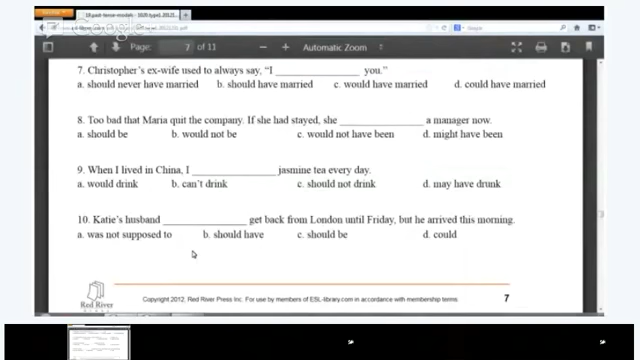 Page: 7 of 11
Automatic Zoom
7. Christopher's ex-wife used to always say, "I ____________ you."
a. should never have married b. should have married c. would have married d. could have married
8. Too bad that Maria quit the company. If she had stayed, she ____________ a manager now.
a. should be b. would not be c. would not have been d. might have been
9. When I lived in China, I ____________ jasmine tea every day.
a. would drink b. can't drink c. should not drink d. may have drunk
10. Katie's husband ____________ get back from London until Friday, but he arrived this morning.
a. was not supposed to b. should have c. should be d. could
Red River
Copyright 2012, Red River Press Inc. For use by members of ESL-library.com in accordance with membership terms
7